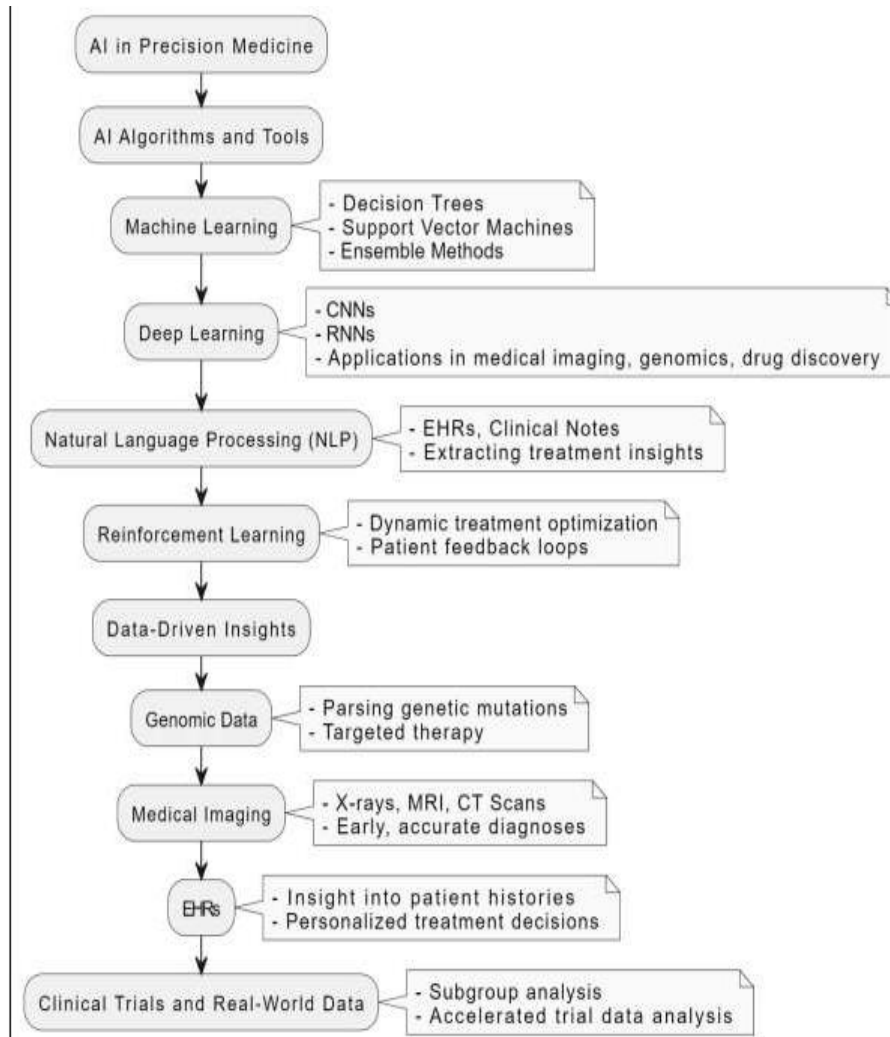 AI in Precision Medicine
AI Algorithms and Tools
Machine Learning
- Decision Trees
- Support Vector Machines
- Ensemble Methods
Deep Learning
- CNNs
- RNNs
- Applications in medical imaging, genomics, drug discovery
Natural Language Processing (NLP)
- EHRs, Clinical Notes
- Extracting treatment insights
Reinforcement Learning
- Dynamic treatment optimization
- Patient feedback loops
Data-Driven Insights
Genomic Data
- Parsing genetic mutations
- Targeted therapy
Medical Imaging
- X-rays, MRI, CT Scans
- Early, accurate diagnoses
EHRs
- Insight into patient histories
- Personalized treatment decisions
Clinical Trials and Real-World Data
- Subgroup analysis
- Accelerated trial data analysis